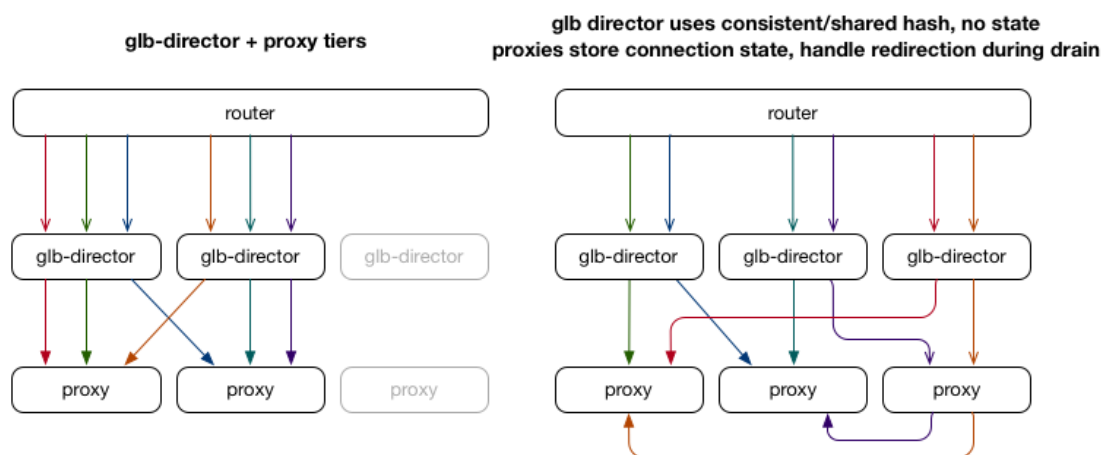 glb-director + proxy tiers
glb director uses consistent/shared hash, no state
proxies store connection state, handle redirection during drain
router
router
glb-director
glb-director
glb-director
glb-director
glb-director
glb-director
proxy
proxy
proxy
proxy
proxy
proxy